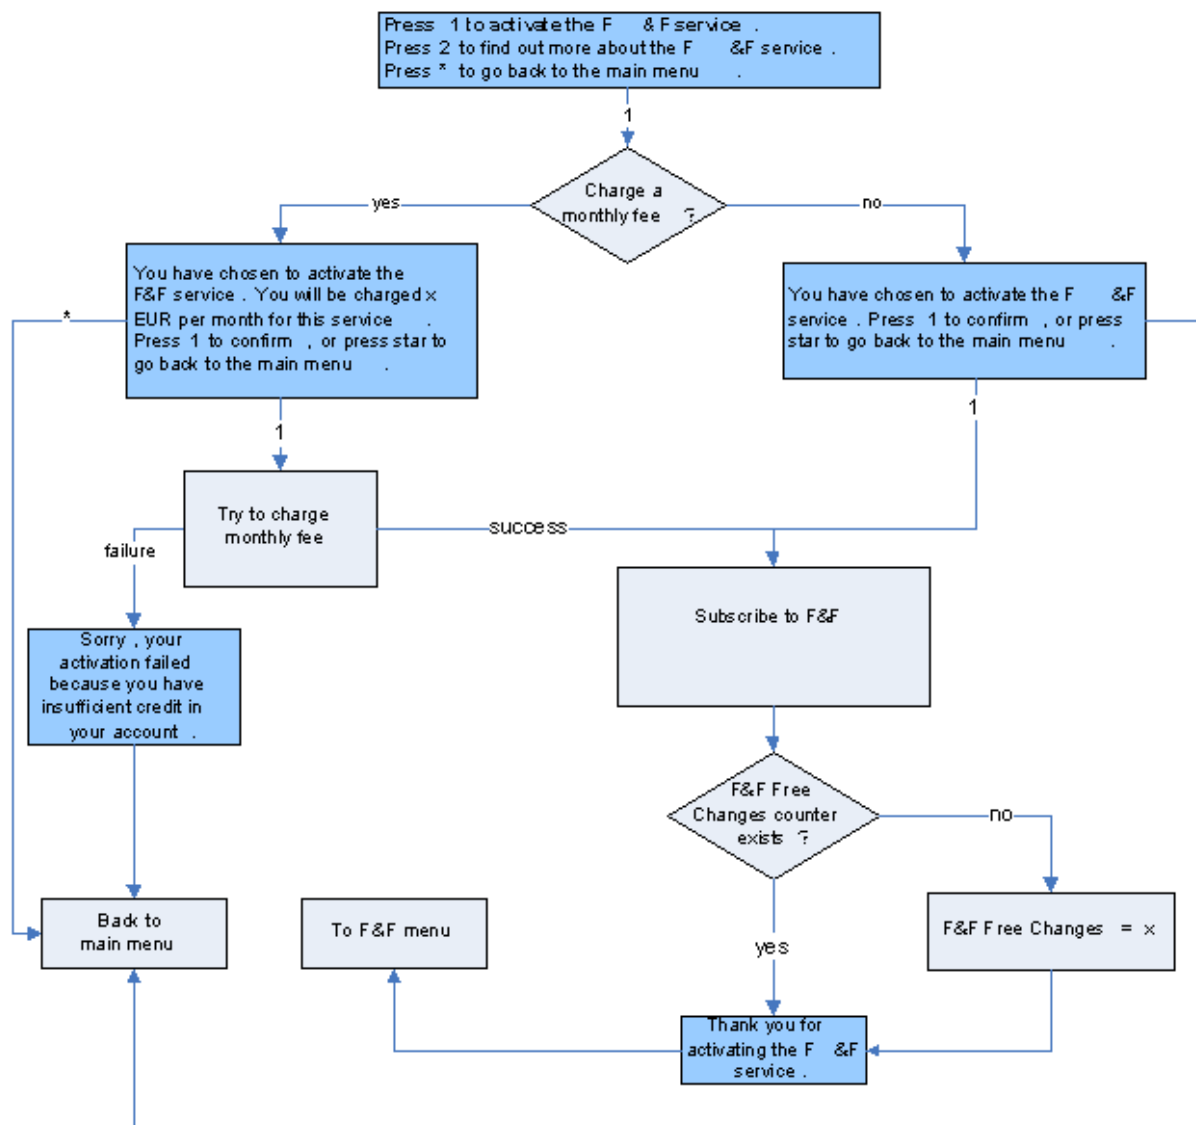 Press 1 to activate the F &F service .
Press 2 to find out more about the F &F service .
Press * to go back to the main menu .
1
Charge a
monthly fee ?
yes
no
You have chosen to activate the
F&F service . You will be charged x
EUR per month for this service .
Press 1 to confirm , or press star to
go back to the main menu .
*
You have chosen to activate the F &F
service . Press 1 to confirm , or press
star to go back to the main menu .
1
1
Try to charge
monthly fee
success
failure
Subscribe to F&F
Sorry , your
activation failed
because you have
insufficient credit in
your account .
F&F Free
Changes counter
exists ?
no
yes
Back to
main menu
To F&F menu
F&F Free Changes = x
Thank you for
activating the F &F
service .